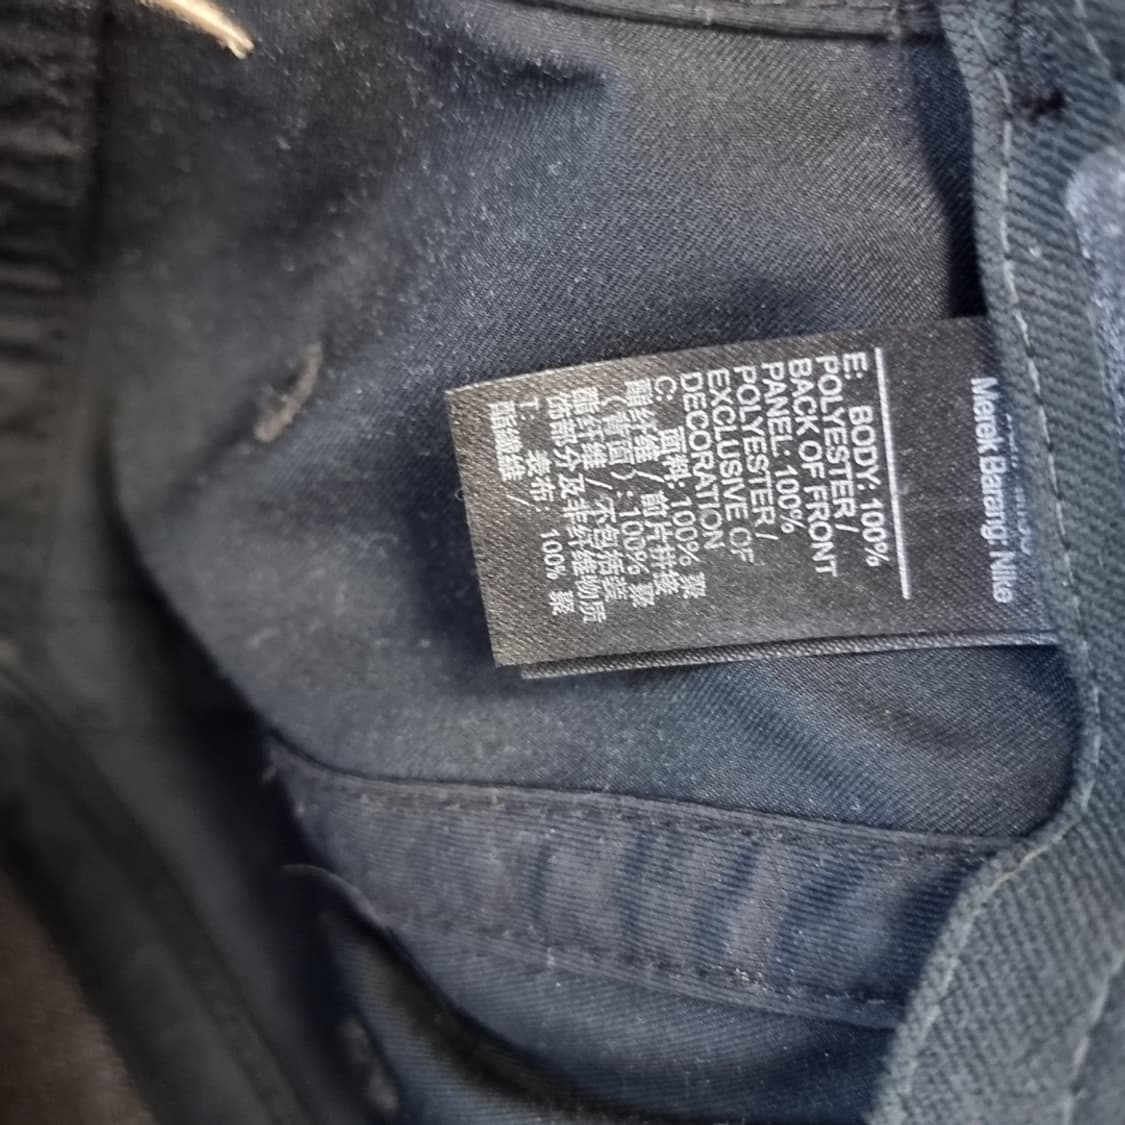 Merek Barang Nike
E: BODY: 100%
POLYESTER /
BACK OF FRONT
PANEL: 100%
POLYESTER /
EXCLUSIVE OF
DECORATION
C: 面料: 100% 聚
酯纤维 / 前片拼接
(背面): 100% 聚
酯纤维 / 不包括装
饰部分及非纤维物所
T: 表布: 100% 聚
酯纖維 /